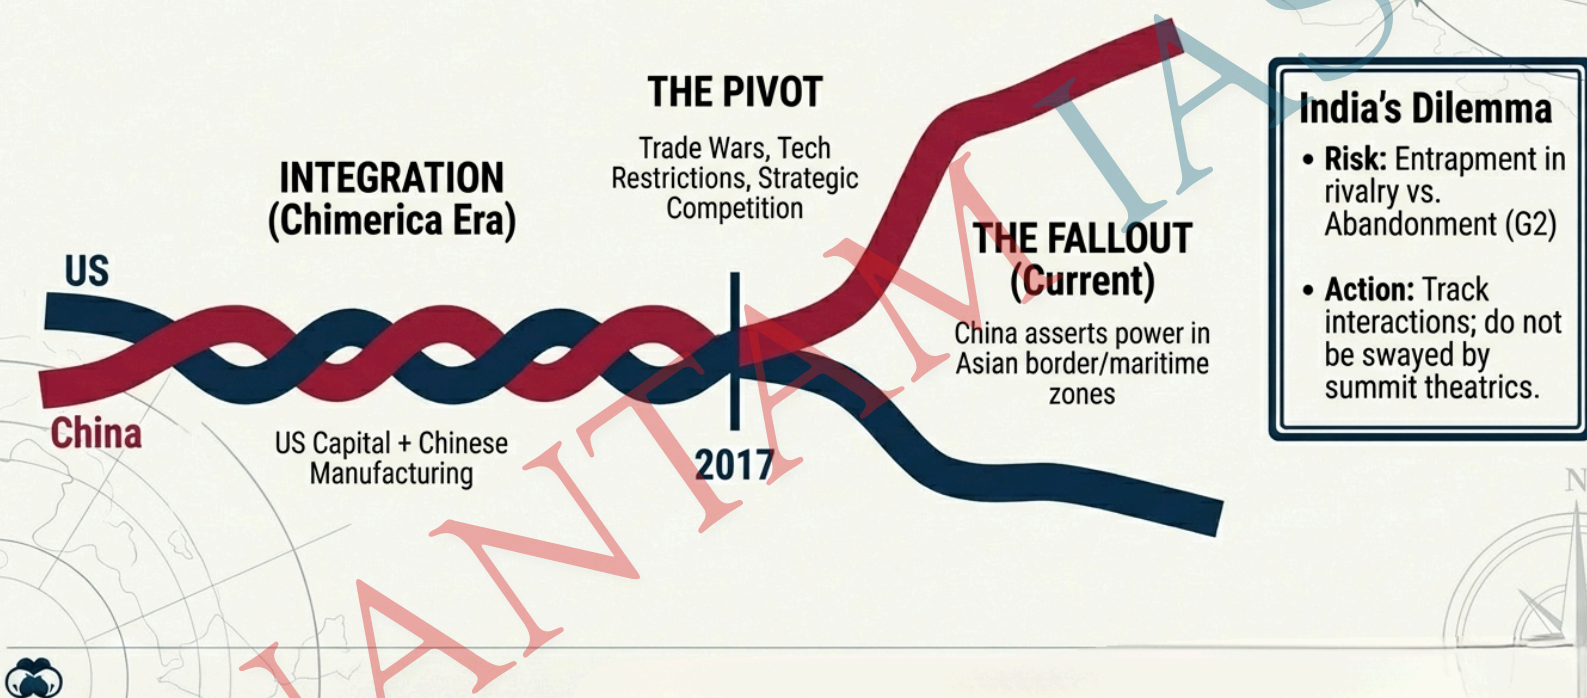 US
China
INTEGRATION
(Chimerica Era)
US Capital + Chinese
Manufacturing
THE PIVOT
Trade Wars, Tech
Restrictions, Strategic
Competition
2017
THE FALLOUT
(Current)
China asserts power in
Asian border/maritime
zones
India's Dilemma
• Risk: Entrapment in
rivalry vs.
Abandonment (G2)
• Action: Track
interactions; do not
be swayed by
summit theatrics.
N
ANTAM IAS